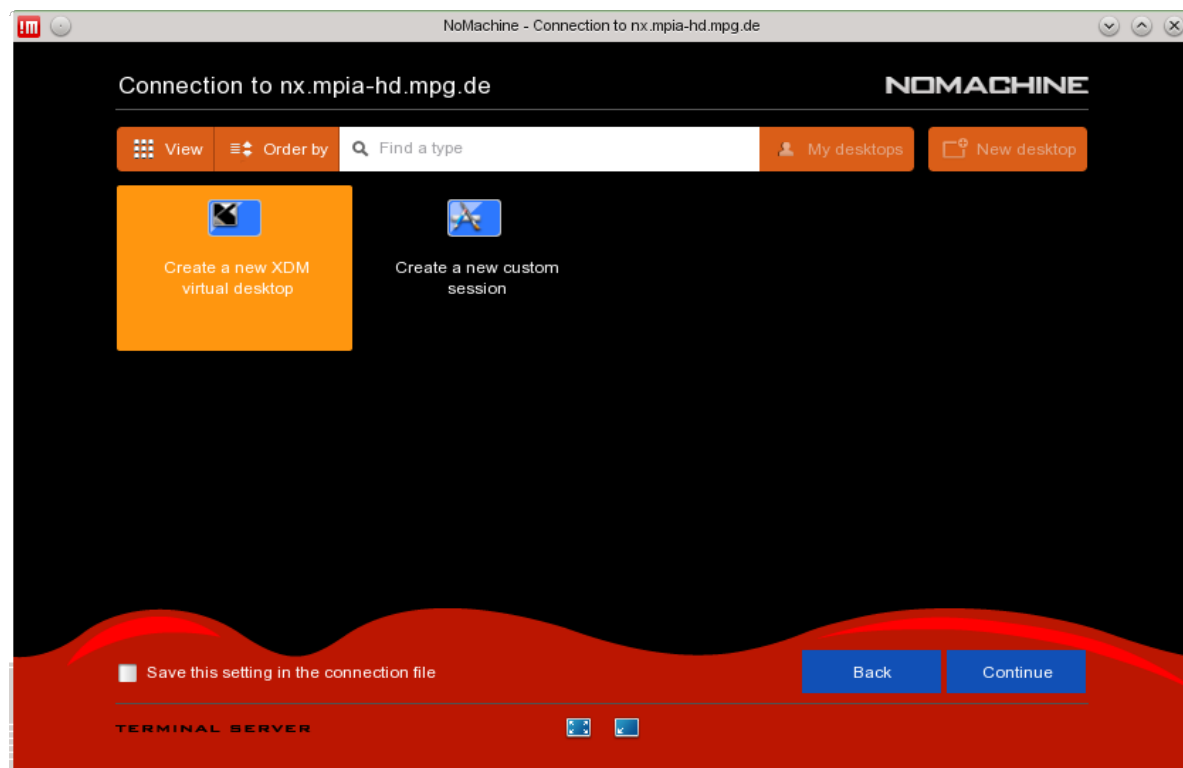 !m
NoMachine - Connection to nx.mpia-hd.mpg.de
Connection to nx.mpia-hd.mpg.de
NOMACHINE
View
Order by
Find a type
My desktops
New desktop
Create a new XDM
virtual desktop
Create a new custom
session
Save this setting in the connection file
Back
Continue
TERMINAL SERVER